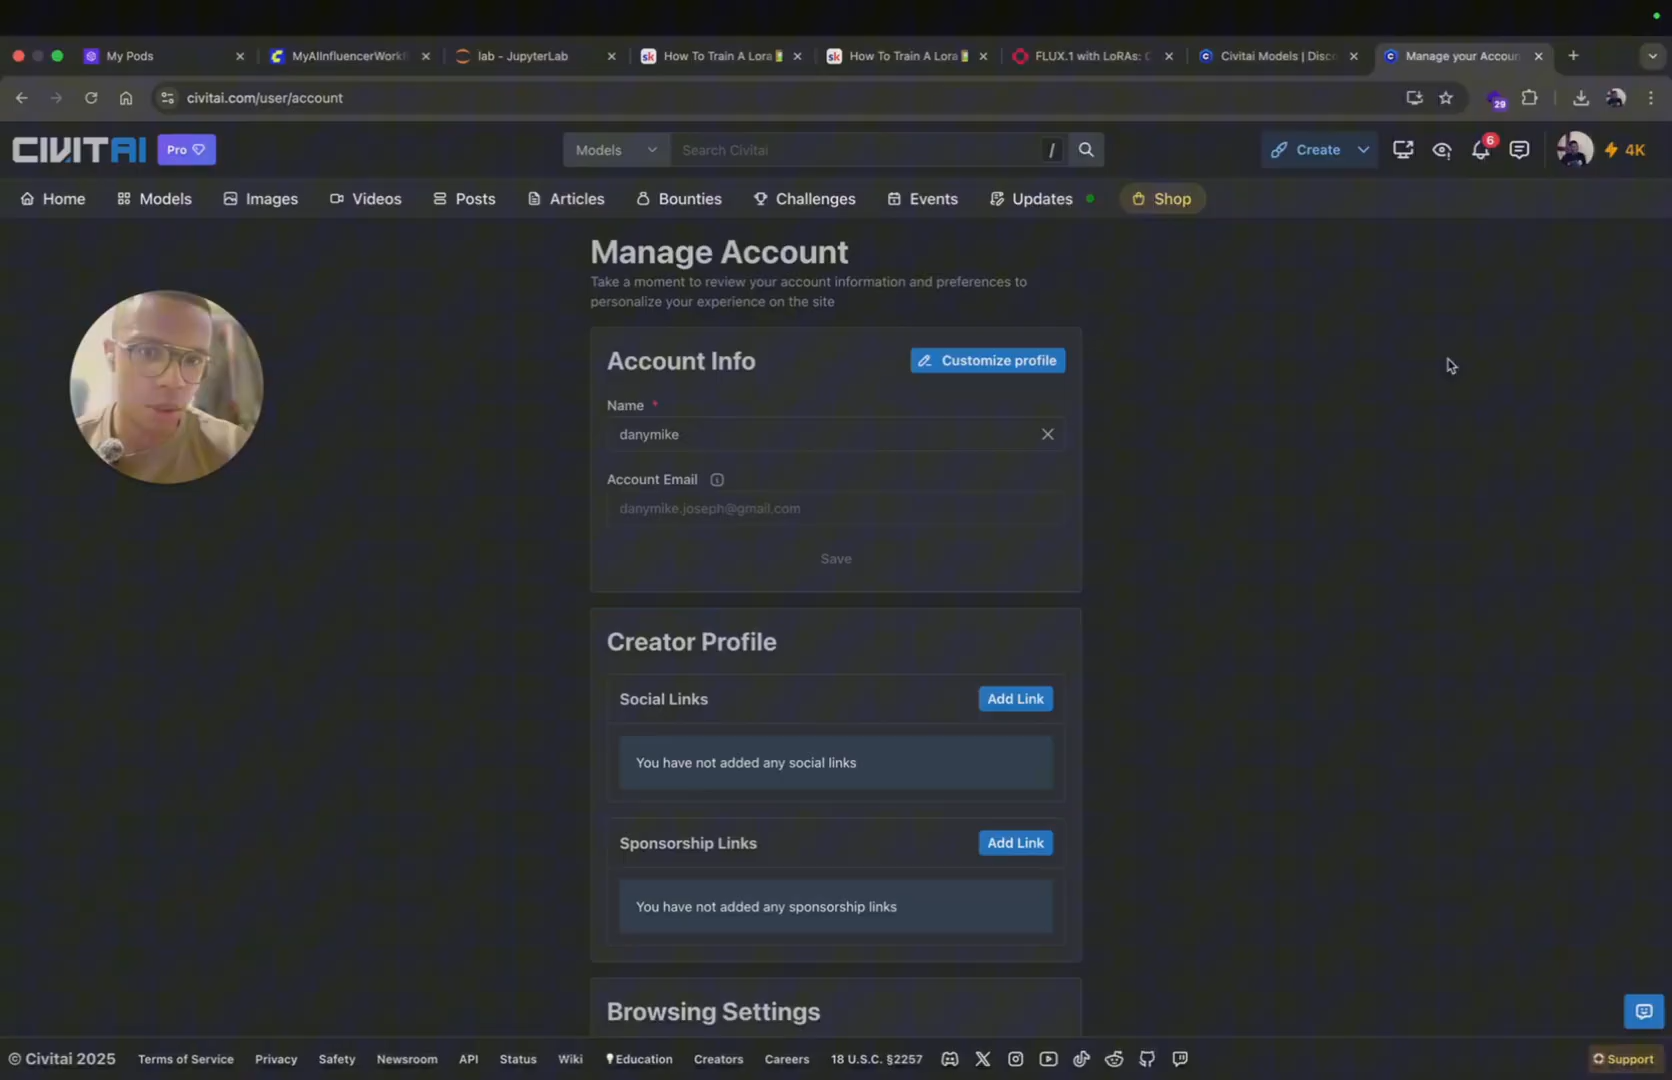 My Pods
MyAIInfluencerWorkf
lab - JupyterLab
How To Train A Lora
How To Train A Lora
FLUX.1 with LoRAs: C
Civitai Models | Disco
Manage your Accoun
civitai.com/user/account
29
CIVITAI
Pro
Models
Search Civitai
/
Create
6
4K
Home
Models
Images
Videos
Posts
Articles
Bounties
Challenges
Events
Updates
Shop
Manage Account
Take a moment to review your account information and preferences to
personalize your experience on the site
Account Info
Customize profile
Name *
danymike
Account Email
danymike.joseph@gmail.com
Save
Creator Profile
Social Links
Add Link
You have not added any social links
Sponsorship Links
Add Link
You have not added any sponsorship links
Browsing Settings
© Civitai 2025
Terms of Service
Privacy
Safety
Newsroom
API
Status
Wiki
Education
Creators
Careers
18 U.S.C. §2257
Support